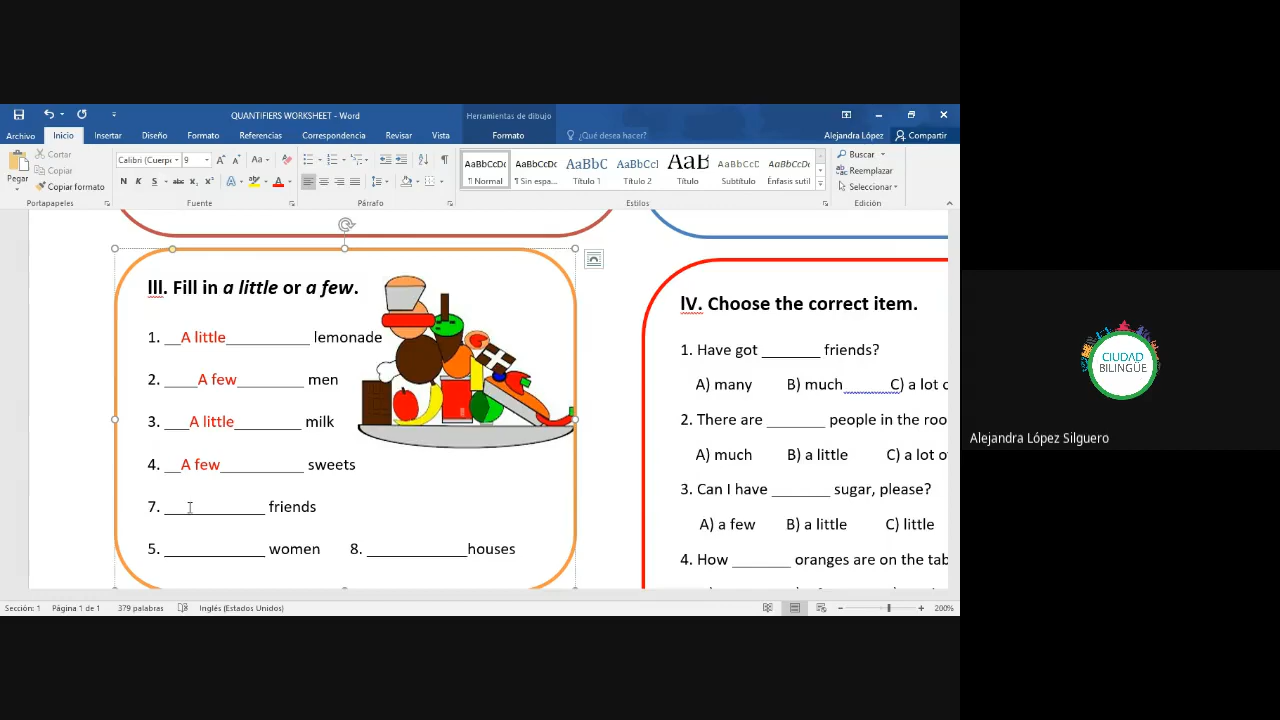 QUANTIFIERS WORKSHEET - Word
Herramientas de dibujo
Archivo Inicio Insertar Diseño Formato Referencias Correspondencia Revisar Vista Formato ¿Qué desea hacer? Alejandra López Compartir
Pegar
Cortar
Copiar
Copiar formato
Portapapeles
Calibri (Cuerp 9
N K S abc x₂ x²
Fuente
Párrafo
AaBbCcDc AaBbCcDc AaBbC AaBbCcl AaB AaBbCcD AaBbCcDc
¶ Normal ¶ Sin espa... Título 1 Título 2 Título Subtítulo Énfasis sutil
Estilos
Buscar
Reemplazar
Seleccionar
Edición
III. Fill in a little or a few.
1. __A little__________ lemonade
2. ____A few________ men
3. ___A little________ milk
4. __A few__________ sweets
7. ____________ friends
5. ____________ women 8. ____________houses
IV. Choose the correct item.
1. Have got _______ friends?
A) many B) much C) a lot o
2. There are _______ people in the roo
A) much B) a little C) a lot o
3. Can I have _______ sugar, please?
A) a few B) a little C) little
4. How _______ oranges are on the tab
Sección: 1 Página 1 de 1 379 palabras Inglés (Estados Unidos) 200%
CIUDAD
BILINGÜE
Alejandra López Silguero